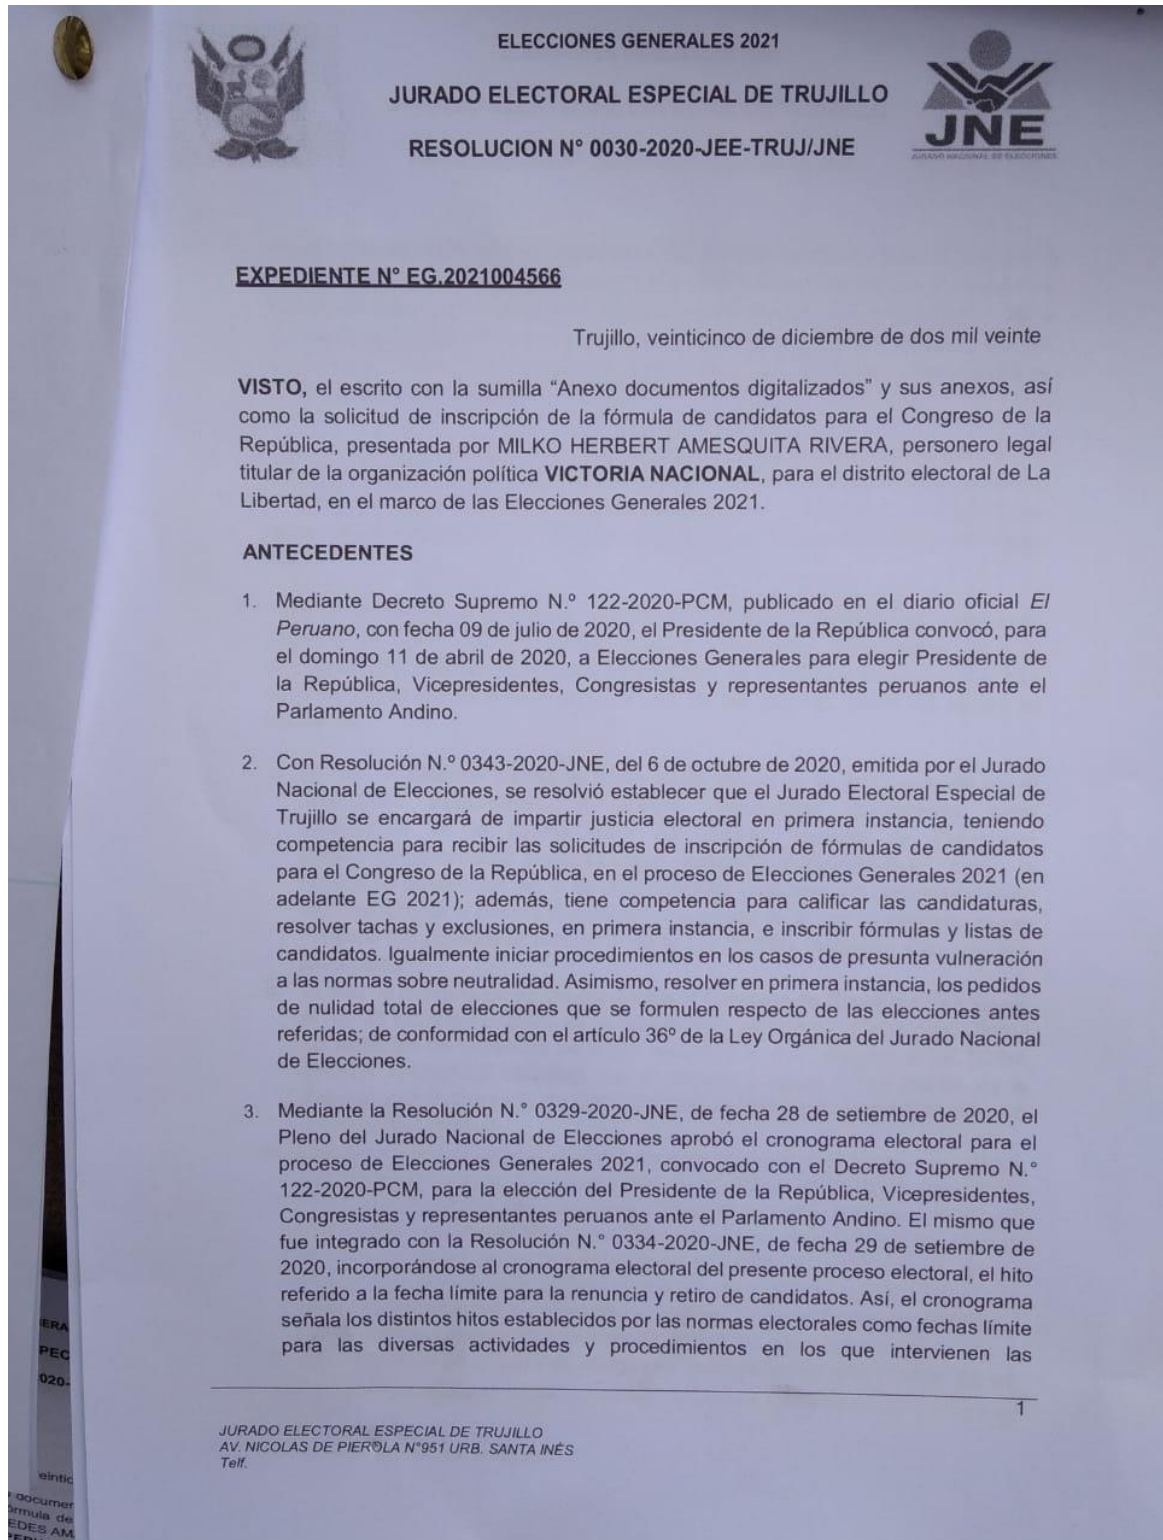 ELECCIONES GENERALES 2021
JURADO ELECTORAL ESPECIAL DE TRUJILLO
RESOLUCION N° 0030-2020-JEE-TRUJ/JNE
JNE
JURADO NACIONAL DE ELECCIONES
EXPEDIENTE N° EG.2021004566
Trujillo, veinticinco de diciembre de dos mil veinte
VISTO, el escrito con la sumilla “Anexo documentos digitalizados” y sus anexos, así
como la solicitud de inscripción de la fórmula de candidatos para el Congreso de la
República, presentada por MILKO HERBERT AMESQUITA RIVERA, personero legal
titular de la organización política VICTORIA NACIONAL, para el distrito electoral de La
Libertad, en el marco de las Elecciones Generales 2021.
ANTECEDENTES
1. Mediante Decreto Supremo N.º 122-2020-PCM, publicado en el diario oficial El
Peruano, con fecha 09 de julio de 2020, el Presidente de la República convocó, para
el domingo 11 de abril de 2020, a Elecciones Generales para elegir Presidente de
la República, Vicepresidentes, Congresistas y representantes peruanos ante el
Parlamento Andino.
2. Con Resolución N.º 0343-2020-JNE, del 6 de octubre de 2020, emitida por el Jurado
Nacional de Elecciones, se resolvió establecer que el Jurado Electoral Especial de
Trujillo se encargará de impartir justicia electoral en primera instancia, teniendo
competencia para recibir las solicitudes de inscripción de fórmulas de candidatos
para el Congreso de la República, en el proceso de Elecciones Generales 2021 (en
adelante EG 2021); además, tiene competencia para calificar las candidaturas,
resolver tachas y exclusiones, en primera instancia, e inscribir fórmulas y listas de
candidatos. Igualmente iniciar procedimientos en los casos de presunta vulneración
a las normas sobre neutralidad. Asimismo, resolver en primera instancia, los pedidos
de nulidad total de elecciones que se formulen respecto de las elecciones antes
referidas; de conformidad con el artículo 36º de la Ley Orgánica del Jurado Nacional
de Elecciones.
3. Mediante la Resolución N.° 0329-2020-JNE, de fecha 28 de setiembre de 2020, el
Pleno del Jurado Nacional de Elecciones aprobó el cronograma electoral para el
proceso de Elecciones Generales 2021, convocado con el Decreto Supremo N.°
122-2020-PCM, para la elección del Presidente de la República, Vicepresidentes,
Congresistas y representantes peruanos ante el Parlamento Andino. El mismo que
fue integrado con la Resolución N.° 0334-2020-JNE, de fecha 29 de setiembre de
2020, incorporándose al cronograma electoral del presente proceso electoral, el hito
referido a la fecha límite para la renuncia y retiro de candidatos. Así, el cronograma
señala los distintos hitos establecidos por las normas electorales como fechas límite
para las diversas actividades y procedimientos en los que intervienen las
1
JURADO ELECTORAL ESPECIAL DE TRUJILLO
AV. NICOLAS DE PIEROLA N°951 URB. SANTA INÉS
Telf.
ERA
PEC
020-
eintic
documer
órmula de
EDES AM